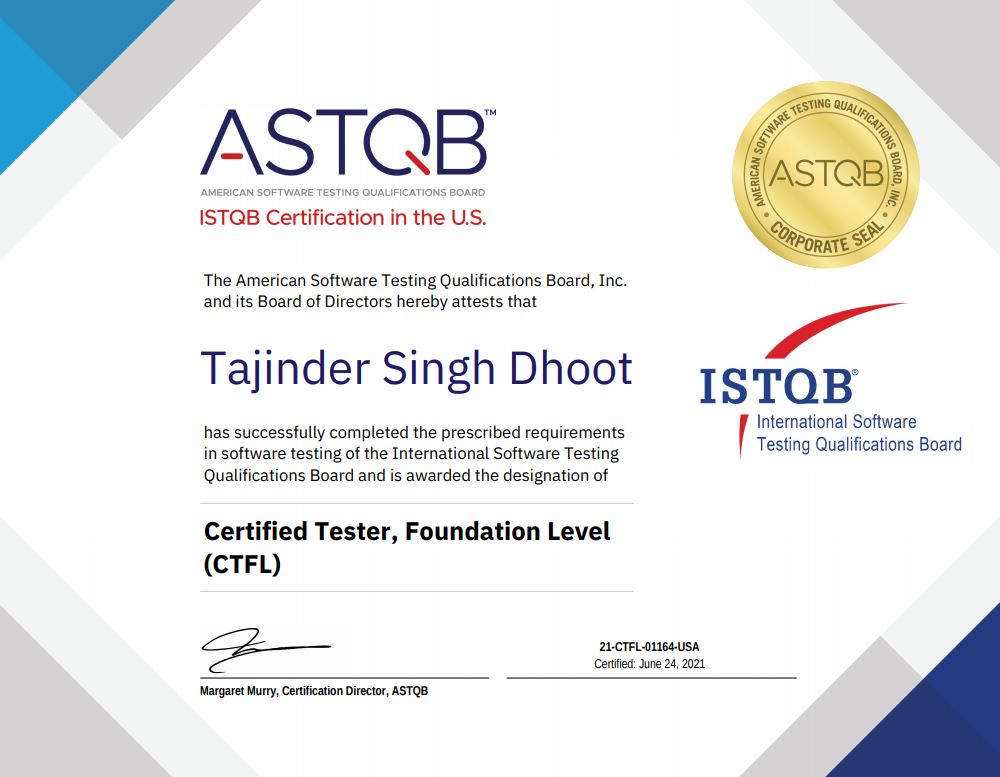 ASTQB™
AMERICAN SOFTWARE TESTING QUALIFICATIONS BOARD
ISTQB Certification in the U.S.
AMERICAN SOFTWARE TESTING QUALIFICATIONS BOARD, INC.
ASTQB
• CORPORATE SEAL •
The American Software Testing Qualifications Board, Inc.
and its Board of Directors hereby attests that
Tajinder Singh Dhoot
ISTQB®
International Software
Testing Qualifications Board
has successfully completed the prescribed requirements
in software testing of the International Software Testing
Qualifications Board and is awarded the designation of
Certified Tester, Foundation Level
(CTFL)
21-CTFL-01164-USA
Certified: June 24, 2021
Margaret Murry, Certification Director, ASTQB